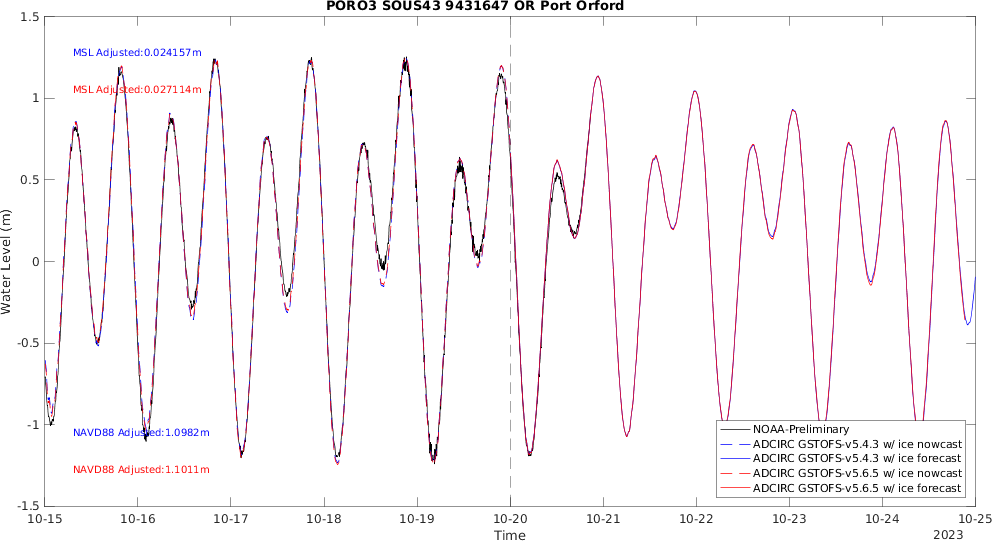 PORO3 SOUS43 9431647 OR Port Orford
1.5
1
0.5
0
-0.5
-1
-1.5
Water Level (m)
MSL Adjusted:0.024157m
MSL Adjusted:0.027114m
NAVD88 Adjusted:1.0982m
NAVD88 Adjusted:1.1011m
NOAA-Preliminary
ADCIRC GSTOFS-v5.4.3 w/ ice nowcast
ADCIRC GSTOFS-v5.4.3 w/ ice forecast
ADCIRC GSTOFS-v5.6.5 w/ ice nowcast
ADCIRC GSTOFS-v5.6.5 w/ ice forecast
10-15 10-16 10-17 10-18 10-19 10-20 10-21 10-22 10-23 10-24 10-25
Time
2023